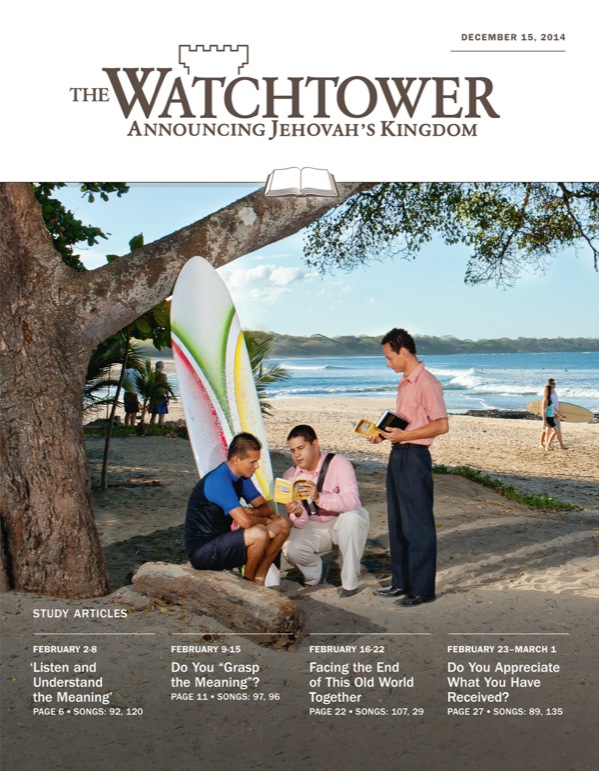 DECEMBER 15, 2014
THE WATCHTOWER
ANNOUNCING JEHOVAH'S KINGDOM
STUDY ARTICLES
FEBRUARY 2-8
‘Listen and
Understand
the Meaning’
PAGE 6 • SONGS: 92, 120
FEBRUARY 9-15
Do You “Grasp
the Meaning”?
PAGE 11 • SONGS: 97, 96
FEBRUARY 16-22
Facing the End
of This Old World
Together
PAGE 22 • SONGS: 107, 29
FEBRUARY 23–MARCH 1
Do You Appreciate
What You Have
Received?
PAGE 27 • SONGS: 89, 135